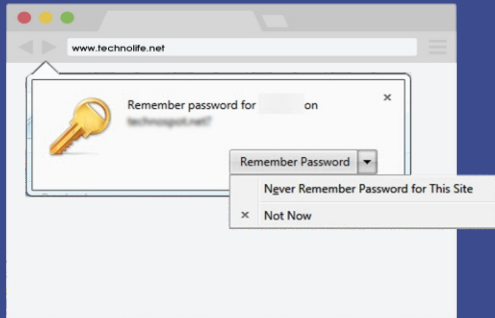 www.technolife.net
Remember password for on
Remember Password
Never Remember Password for This Site
Not Now